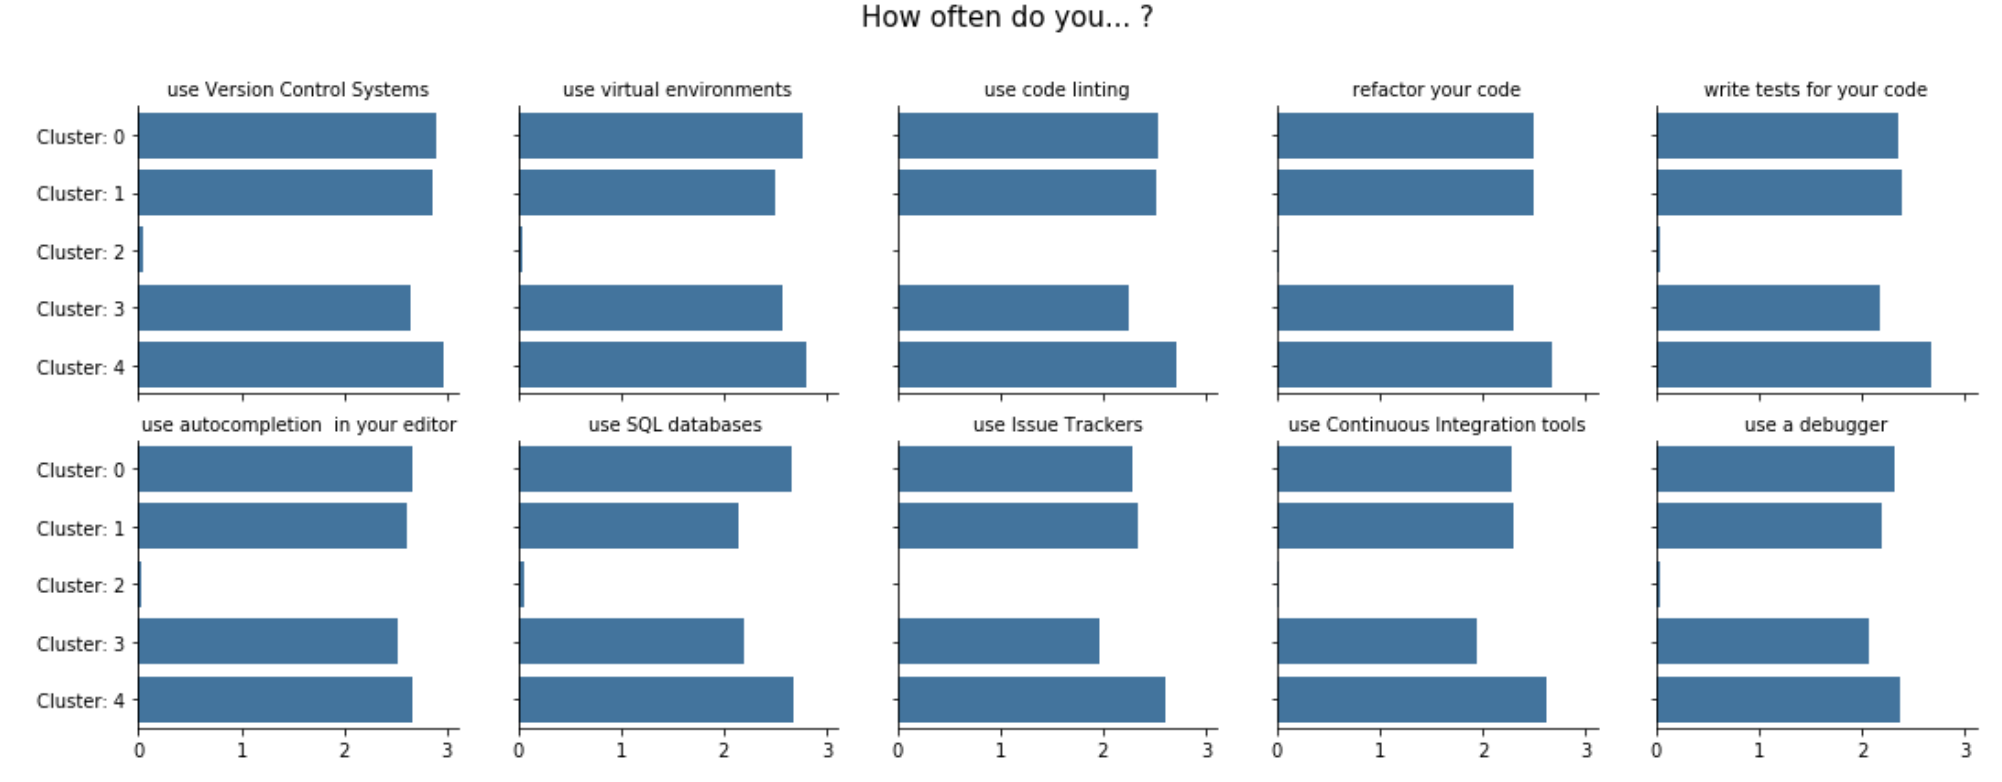 How often do you... ?
use Version Control Systems
use virtual environments
use code linting
refactor your code
write tests for your code
Cluster: 0
Cluster: 1
Cluster: 2
Cluster: 3
Cluster: 4
use autocompletion  in your editor
use SQL databases
use Issue Trackers
use Continuous Integration tools
use a debugger
Cluster: 0
Cluster: 1
Cluster: 2
Cluster: 3
Cluster: 4
0 1 2 3
0 1 2 3
0 1 2 3
0 1 2 3
0 1 2 3